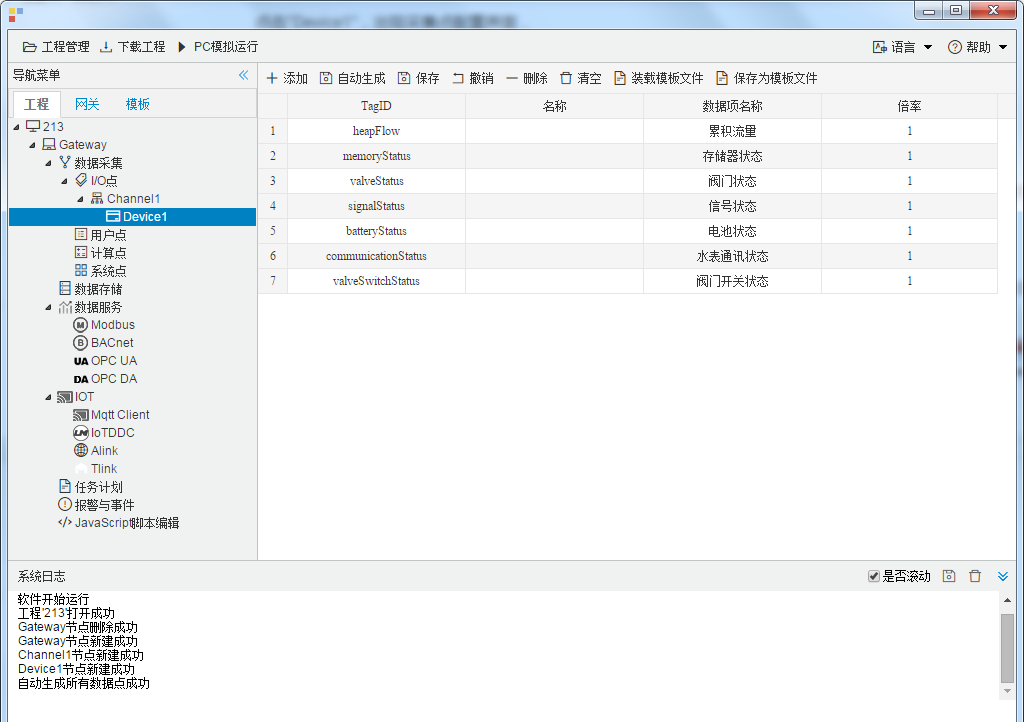 工程管理 下载工程 PC模拟运行 语言 帮助
导航菜单
添加 自动生成 保存 撤销 删除 清空 装载模板文件 保存为模板文件
工程 网关 模板
TagID 名称 数据项名称 倍率
1 heapFlow 累积流量 1
2 memoryStatus 存储器状态 1
3 valveStatus 阀门状态 1
4 signalStatus 信号状态 1
5 batteryStatus 电池状态 1
6 communicationStatus 水表通讯状态 1
7 valveSwitchStatus 阀门开关状态 1
213
Gateway
数据采集
I/O点
Channel1
Device1
用户点
计算点
系统点
数据存储
数据服务
M Modbus
B BACnet
UA OPC UA
DA OPC DA
IOT
Mqtt Client
IoTDDC
Alink
Tlink
任务计划
报警与事件
JavaScript脚本编辑
系统日志 是否滚动
软件开始运行
工程'213'打开成功
Gateway节点删除成功
Gateway节点新建成功
Channel1节点新建成功
Device1节点新建成功
自动生成所有数据点成功